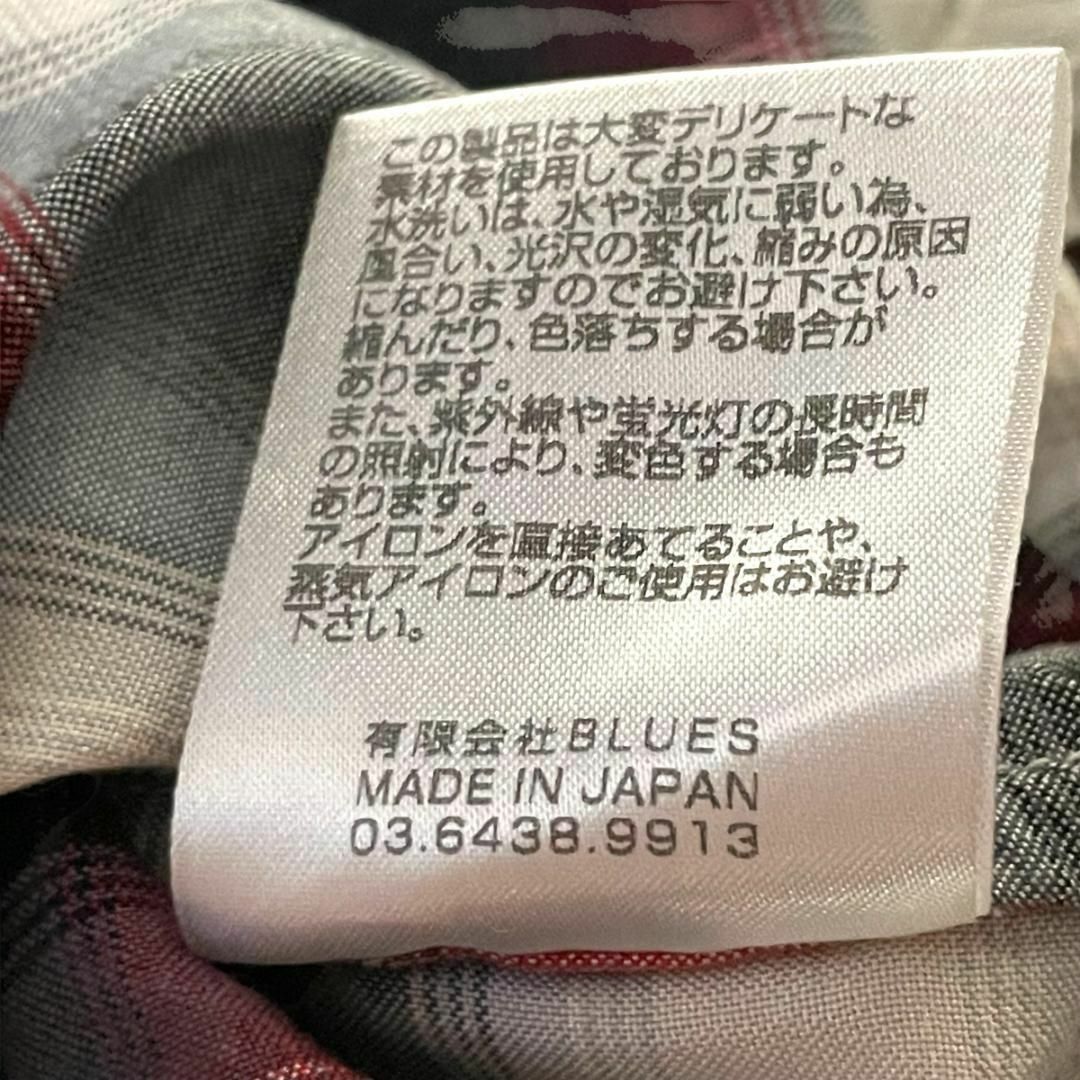 この製品は大変デリケートな
素材を使用しております。
水洗いは、水や湿気に弱い為、
風合い、光沢の変化、縮みの原因
になりますのでお避け下さい。
縮んだり、色落ちする場合が
あります。
また、紫外線や蛍光灯の長時間
の照射により、変色する場合も
あります。
アイロンを直接あてることや、
蒸気アイロンのご使用はお避け
下さい。
有限会社BLUES
MADE IN JAPAN
03.6438.9913